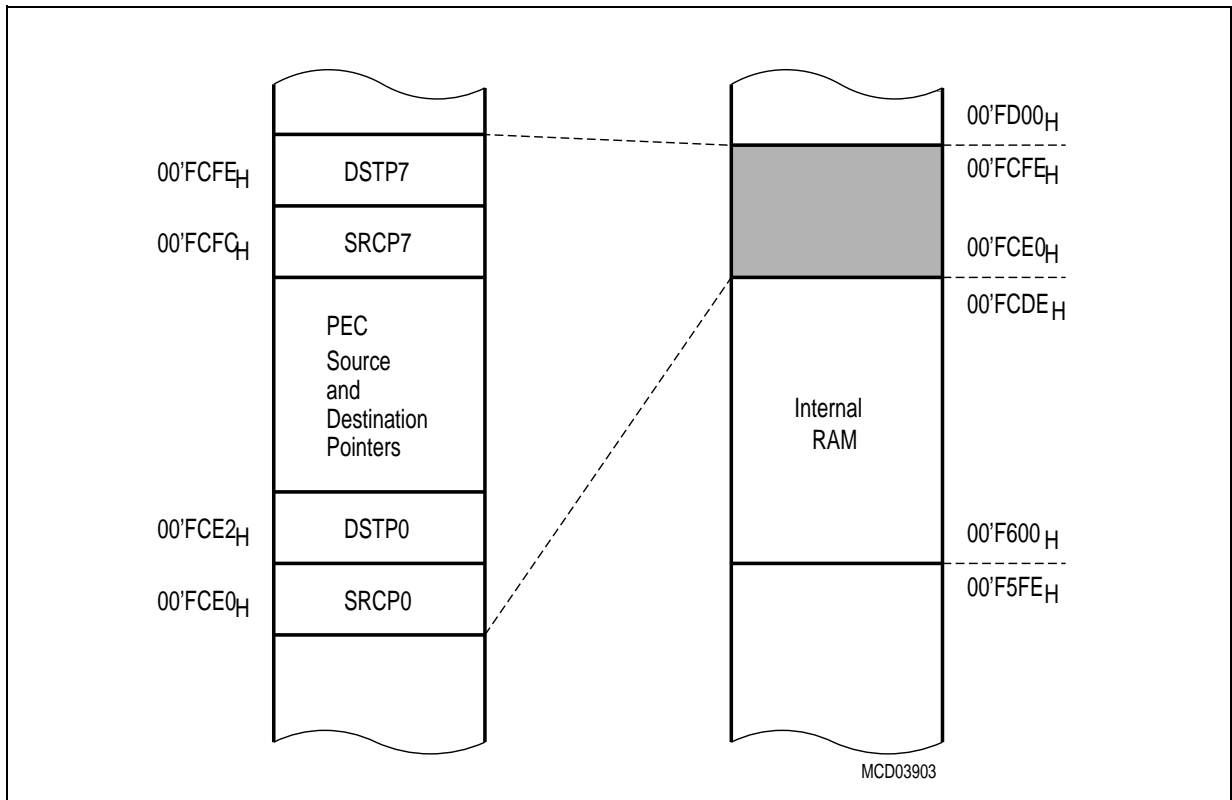 00'FD00H
00'FCFEH
DSTP7
00'FCFEH
00'FCFCH
SRCP7
00'FCE0H
00'FCDEH
PEC
Source
and
Destination
Pointers
Internal
RAM
00'FCE2H
DSTP0
00'F600H
00'FCE0H
SRCP0
00'F5FEH
MCD03903